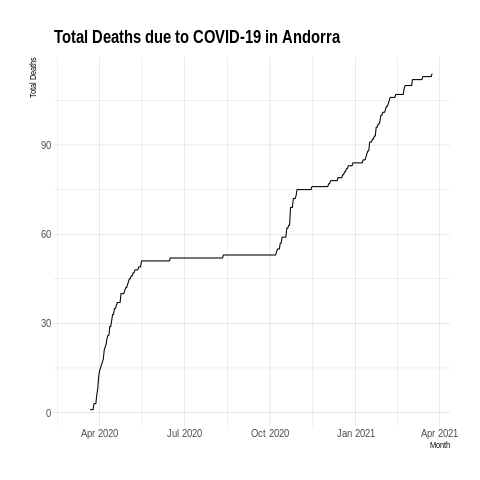 Total Deaths due to COVID-19 in Andorra
Total Deaths
90
60
30
0
Apr 2020 Jul 2020 Oct 2020 Jan 2021 Apr 2021
Month